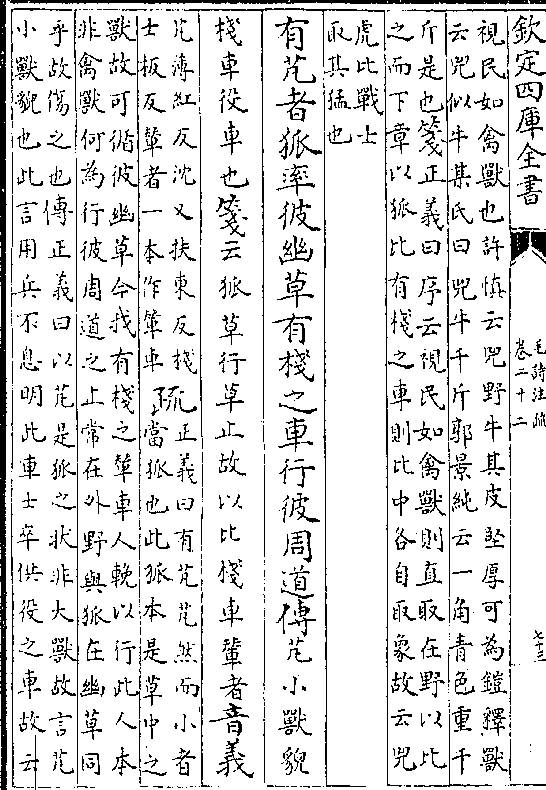 欽定四庫全書
毛詩注疏
卷二十二
七十三
視民如禽獸也許慎云兕野牛其皮堅厚可為鎧釋獸
云兕似牛某氏曰兕牛千斤郭景純云一角青色重千
斤是也箋正義曰序云視民如禽獸則直取在野以比
之而下章以狐比有棧之車則比中各自取象故云兕
虎比戰士
取其猛也
有芃者狐率彼幽草有棧之車行彼周道傳芃小獸貌
棧車役車也箋云狐草行草止故以比棧車輦者音義
芃薄紅反沈又扶東反棧
士板反輦者一本作輦車
疏正義曰有芃芃然而小者
當狐也此狐本是草中之
獸故可循彼幽草今我有棧之輦車人輓以行此人本
非禽獸何為行彼周道之上常在外野與狐在幽草同
乎故傷之也傳正義曰以芃是狐之狀非大獸故言芃
小獸貌也此言用兵不息明此車士卒供役之車故云